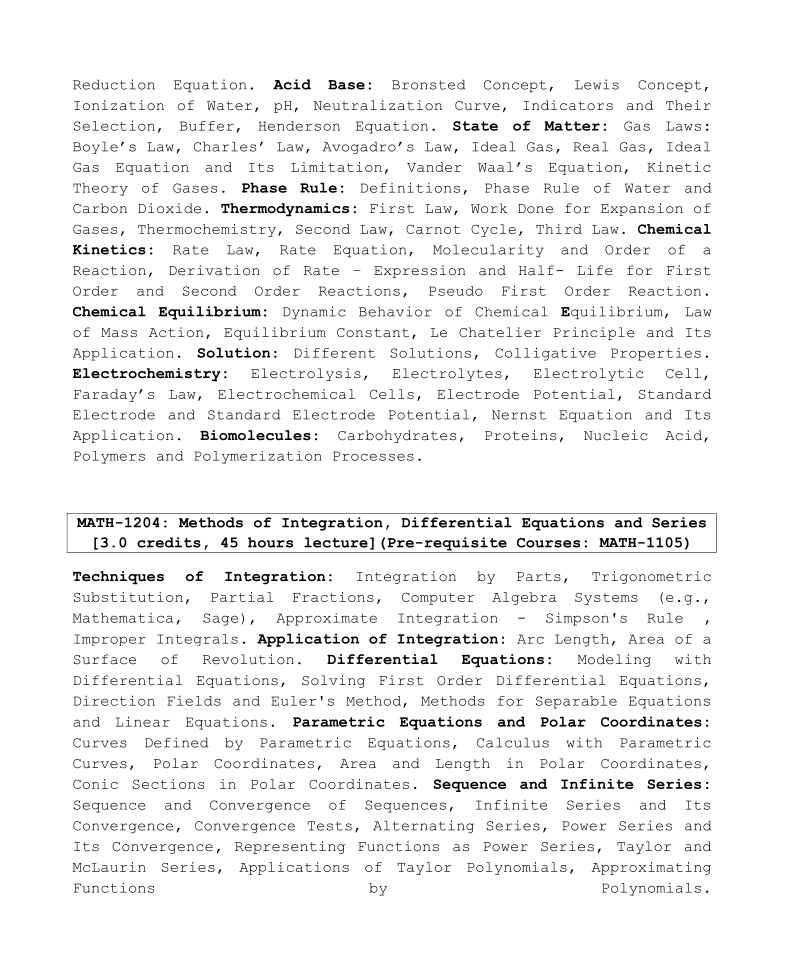 Reduction Equation. Acid Base: Bronsted Concept, Lewis Concept,
Ionization of Water, pH, Neutralization Curve, Indicators and Their
Selection, Buffer, Henderson Equation. State of Matter: Gas Laws:
Boyle’s Law, Charles’ Law, Avogadro’s Law, Ideal Gas, Real Gas, Ideal
Gas Equation and Its Limitation, Vander Waal’s Equation, Kinetic
Theory of Gases. Phase Rule: Definitions, Phase Rule of Water and
Carbon Dioxide. Thermodynamics: First Law, Work Done for Expansion of
Gases, Thermochemistry, Second Law, Carnot Cycle, Third Law. Chemical
Kinetics: Rate Law, Rate Equation, Molecularity and Order of a
Reaction, Derivation of Rate – Expression and Half- Life for First
Order and Second Order Reactions, Pseudo First Order Reaction.
Chemical Equilibrium: Dynamic Behavior of Chemical Equilibrium, Law
of Mass Action, Equilibrium Constant, Le Chatelier Principle and Its
Application. Solution: Different Solutions, Colligative Properties.
Electrochemistry: Electrolysis, Electrolytes, Electrolytic Cell,
Faraday’s Law, Electrochemical Cells, Electrode Potential, Standard
Electrode and Standard Electrode Potential, Nernst Equation and Its
Application. Biomolecules: Carbohydrates, Proteins, Nucleic Acid,
Polymers and Polymerization Processes.
MATH-1204: Methods of Integration, Differential Equations and Series
[3.0 credits, 45 hours lecture](Pre-requisite Courses: MATH-1105)
Techniques of Integration: Integration by Parts, Trigonometric
Substitution, Partial Fractions, Computer Algebra Systems (e.g.,
Mathematica, Sage), Approximate Integration - Simpson's Rule ,
Improper Integrals. Application of Integration: Arc Length, Area of a
Surface of Revolution. Differential Equations: Modeling with
Differential Equations, Solving First Order Differential Equations,
Direction Fields and Euler's Method, Methods for Separable Equations
and Linear Equations. Parametric Equations and Polar Coordinates:
Curves Defined by Parametric Equations, Calculus with Parametric
Curves, Polar Coordinates, Area and Length in Polar Coordinates,
Conic Sections in Polar Coordinates. Sequence and Infinite Series:
Sequence and Convergence of Sequences, Infinite Series and Its
Convergence, Convergence Tests, Alternating Series, Power Series and
Its Convergence, Representing Functions as Power Series, Taylor and
McLaurin Series, Applications of Taylor Polynomials, Approximating
Functions by Polynomials.